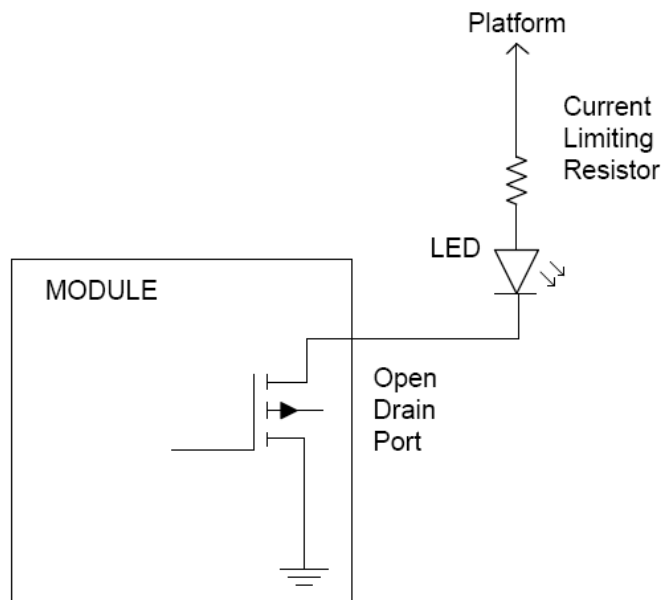 Platform
Current
Limiting
Resistor
LED
MODULE
Open
Drain
Port